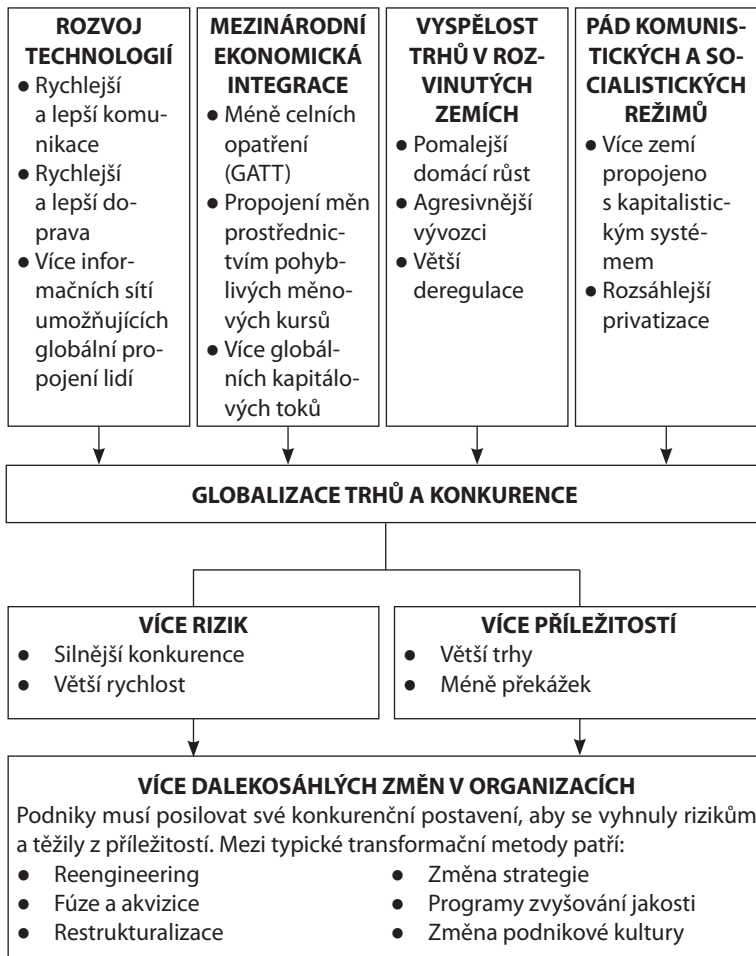 ROZVOJ
TECHNOLOGIÍ
● Rychlejší
a lepší komu-
nikace
● Rychlejší
a lepší do-
prava
● Více infor-
mačních sítí
umožňujících
globální pro-
pojení lidí
MEZINÁRODNÍ
EKONOMICKÁ
INTEGRACE
● Méně celních
opatření
(GATT)
● Propojení měn
prostřednic-
tvím pohyb-
livých měno-
vých kursů
● Více globál-
ních kapitálo-
vých toků
VYSPĚLOST
TRHŮ V ROZ-
VINUTÝCH
ZEMÍCH
● Pomalejší
domácí růst
● Agresivnější
vývozci
● Větší
deregulace
PÁD KOMUNIS-
TICKÝCH A SO-
CIALISTICKÝCH
REŽIMŮ
● Více zemí
propojeno
s kapitalistic-
kým systé-
mem
● Rozsáhlejší
privatizace
GLOBALIZACE TRHŮ A KONKURENCE
VÍCE RIZIK
● Silnější konkurence
● Větší rychlost
VÍCE PŘÍLEŽITOSTÍ
● Větší trhy
● Méně překážek
VÍCE DALEKOSÁHLÝCH ZMĚN V ORGANIZACÍCH
Podniky musí posilovat své konkurenční postavení, aby se vyhnuly rizikům
a těžily z příležitostí. Mezi typické transformační metody patří:
● Reengineering
● Fúze a akvizice
● Restrukturalizace
● Změna strategie
● Programy zvyšování jakosti
● Změna podnikové kultury